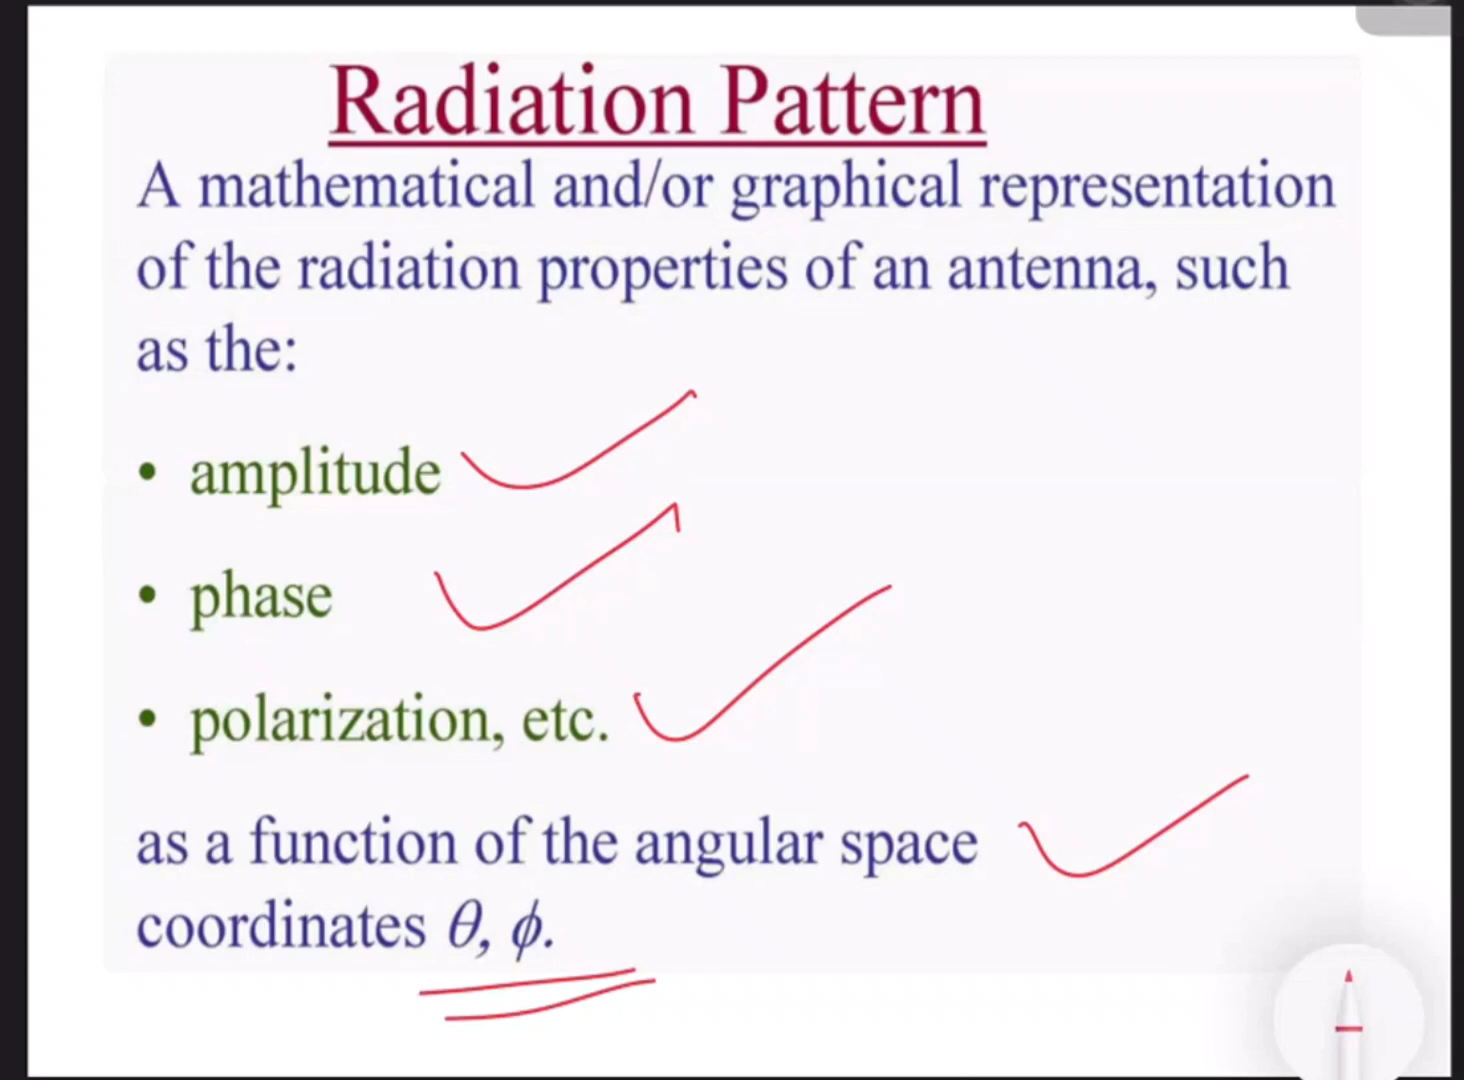 Radiation Pattern
A mathematical and/or graphical representation
of the radiation properties of an antenna, such
as the:
• amplitude
• phase
• polarization, etc.
as a function of the angular space
coordinates θ, ϕ.